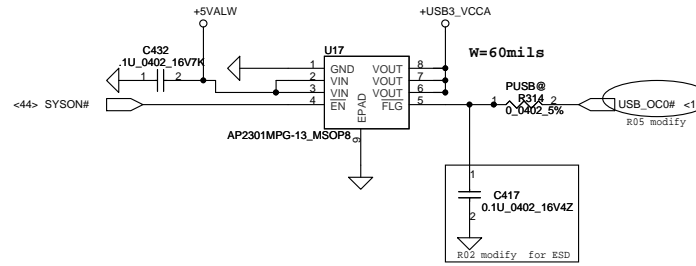 +5VALW
+USB3_VCCA
C432
.1U_0402_16V7K
1 2
U17
W=60mils
1 GND VOUT 8
2 VIN VOUT 7
3 VIN VOUT 6
4 EN FLG 5
EPAD
9
<44> SYSON#
AP2301MPG-13_MSOP8
PUSB@
1 R314 2
0_0402_5%
USB_OC0# <1
R05 modify
1
C417
0.1U_0402_16V4Z
2
R02 modify for ESD